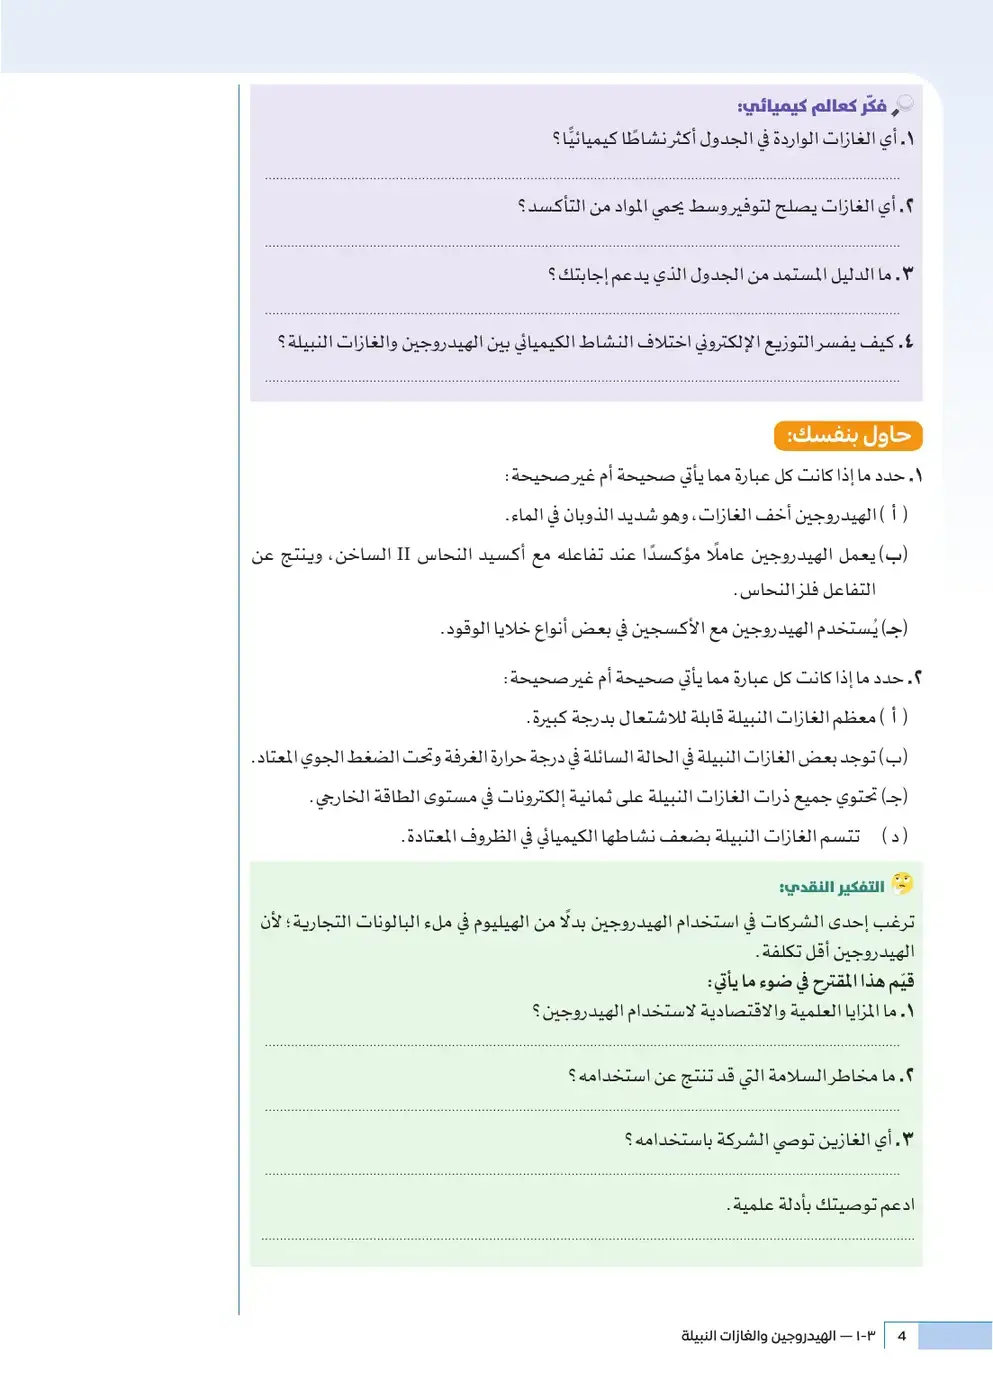 فكّر كعالم كيميائي:
١. أي الغازات الواردة في الجدول أكثر نشاطًا كيميائيًّا؟
٢. أي الغازات يصلح لتوفير وسط يحمي المواد من التأكسد؟
٣. ما الدليل المستمد من الجدول الذي يدعم إجابتك؟
٤. كيف يفسر التوزيع الإلكتروني اختلاف النشاط الكيميائي بين الهيدروجين والغازات النبيلة؟
حاول بنفسك:
١. حدد ما إذا كانت كل عبارة مما يأتي صحيحة أم غير صحيحة:
( أ ) الهيدروجين أخف الغازات، وهو شديد الذوبان في الماء.
(ب) يعمل الهيدروجين عاملًا مؤكسدًا عند تفاعله مع أكسيد النحاس II الساخن، وينتج عن
التفاعل فلز النحاس.
(جـ) يُستخدم الهيدروجين مع الأكسجين في بعض أنواع خلايا الوقود.
٢. حدد ما إذا كانت كل عبارة مما يأتي صحيحة أم غير صحيحة:
( أ ) معظم الغازات النبيلة قابلة للاشتعال بدرجة كبيرة.
(ب) توجد بعض الغازات النبيلة في الحالة السائلة في درجة حرارة الغرفة وتحت الضغط الجوي المعتاد.
(جـ) تحتوي جميع ذرات الغازات النبيلة على ثمانية إلكترونات في مستوى الطاقة الخارجي.
( د ) تتسم الغازات النبيلة بضعف نشاطها الكيميائي في الظروف المعتادة.
التفكير النقدي:
ترغب إحدى الشركات في استخدام الهيدروجين بدلًا من الهيليوم في ملء البالونات التجارية؛ لأن
الهيدروجين أقل تكلفة.
قيّم هذا المقترح في ضوء ما يأتي:
١. ما المزايا العلمية والاقتصادية لاستخدام الهيدروجين؟
٢. ما مخاطر السلامة التي قد تنتج عن استخدامه؟
٣. أي الغازين توصي الشركة باستخدامه؟
ادعم توصيتك بأدلة علمية.
4 ٣-١ — الهيدروجين والغازات النبيلة